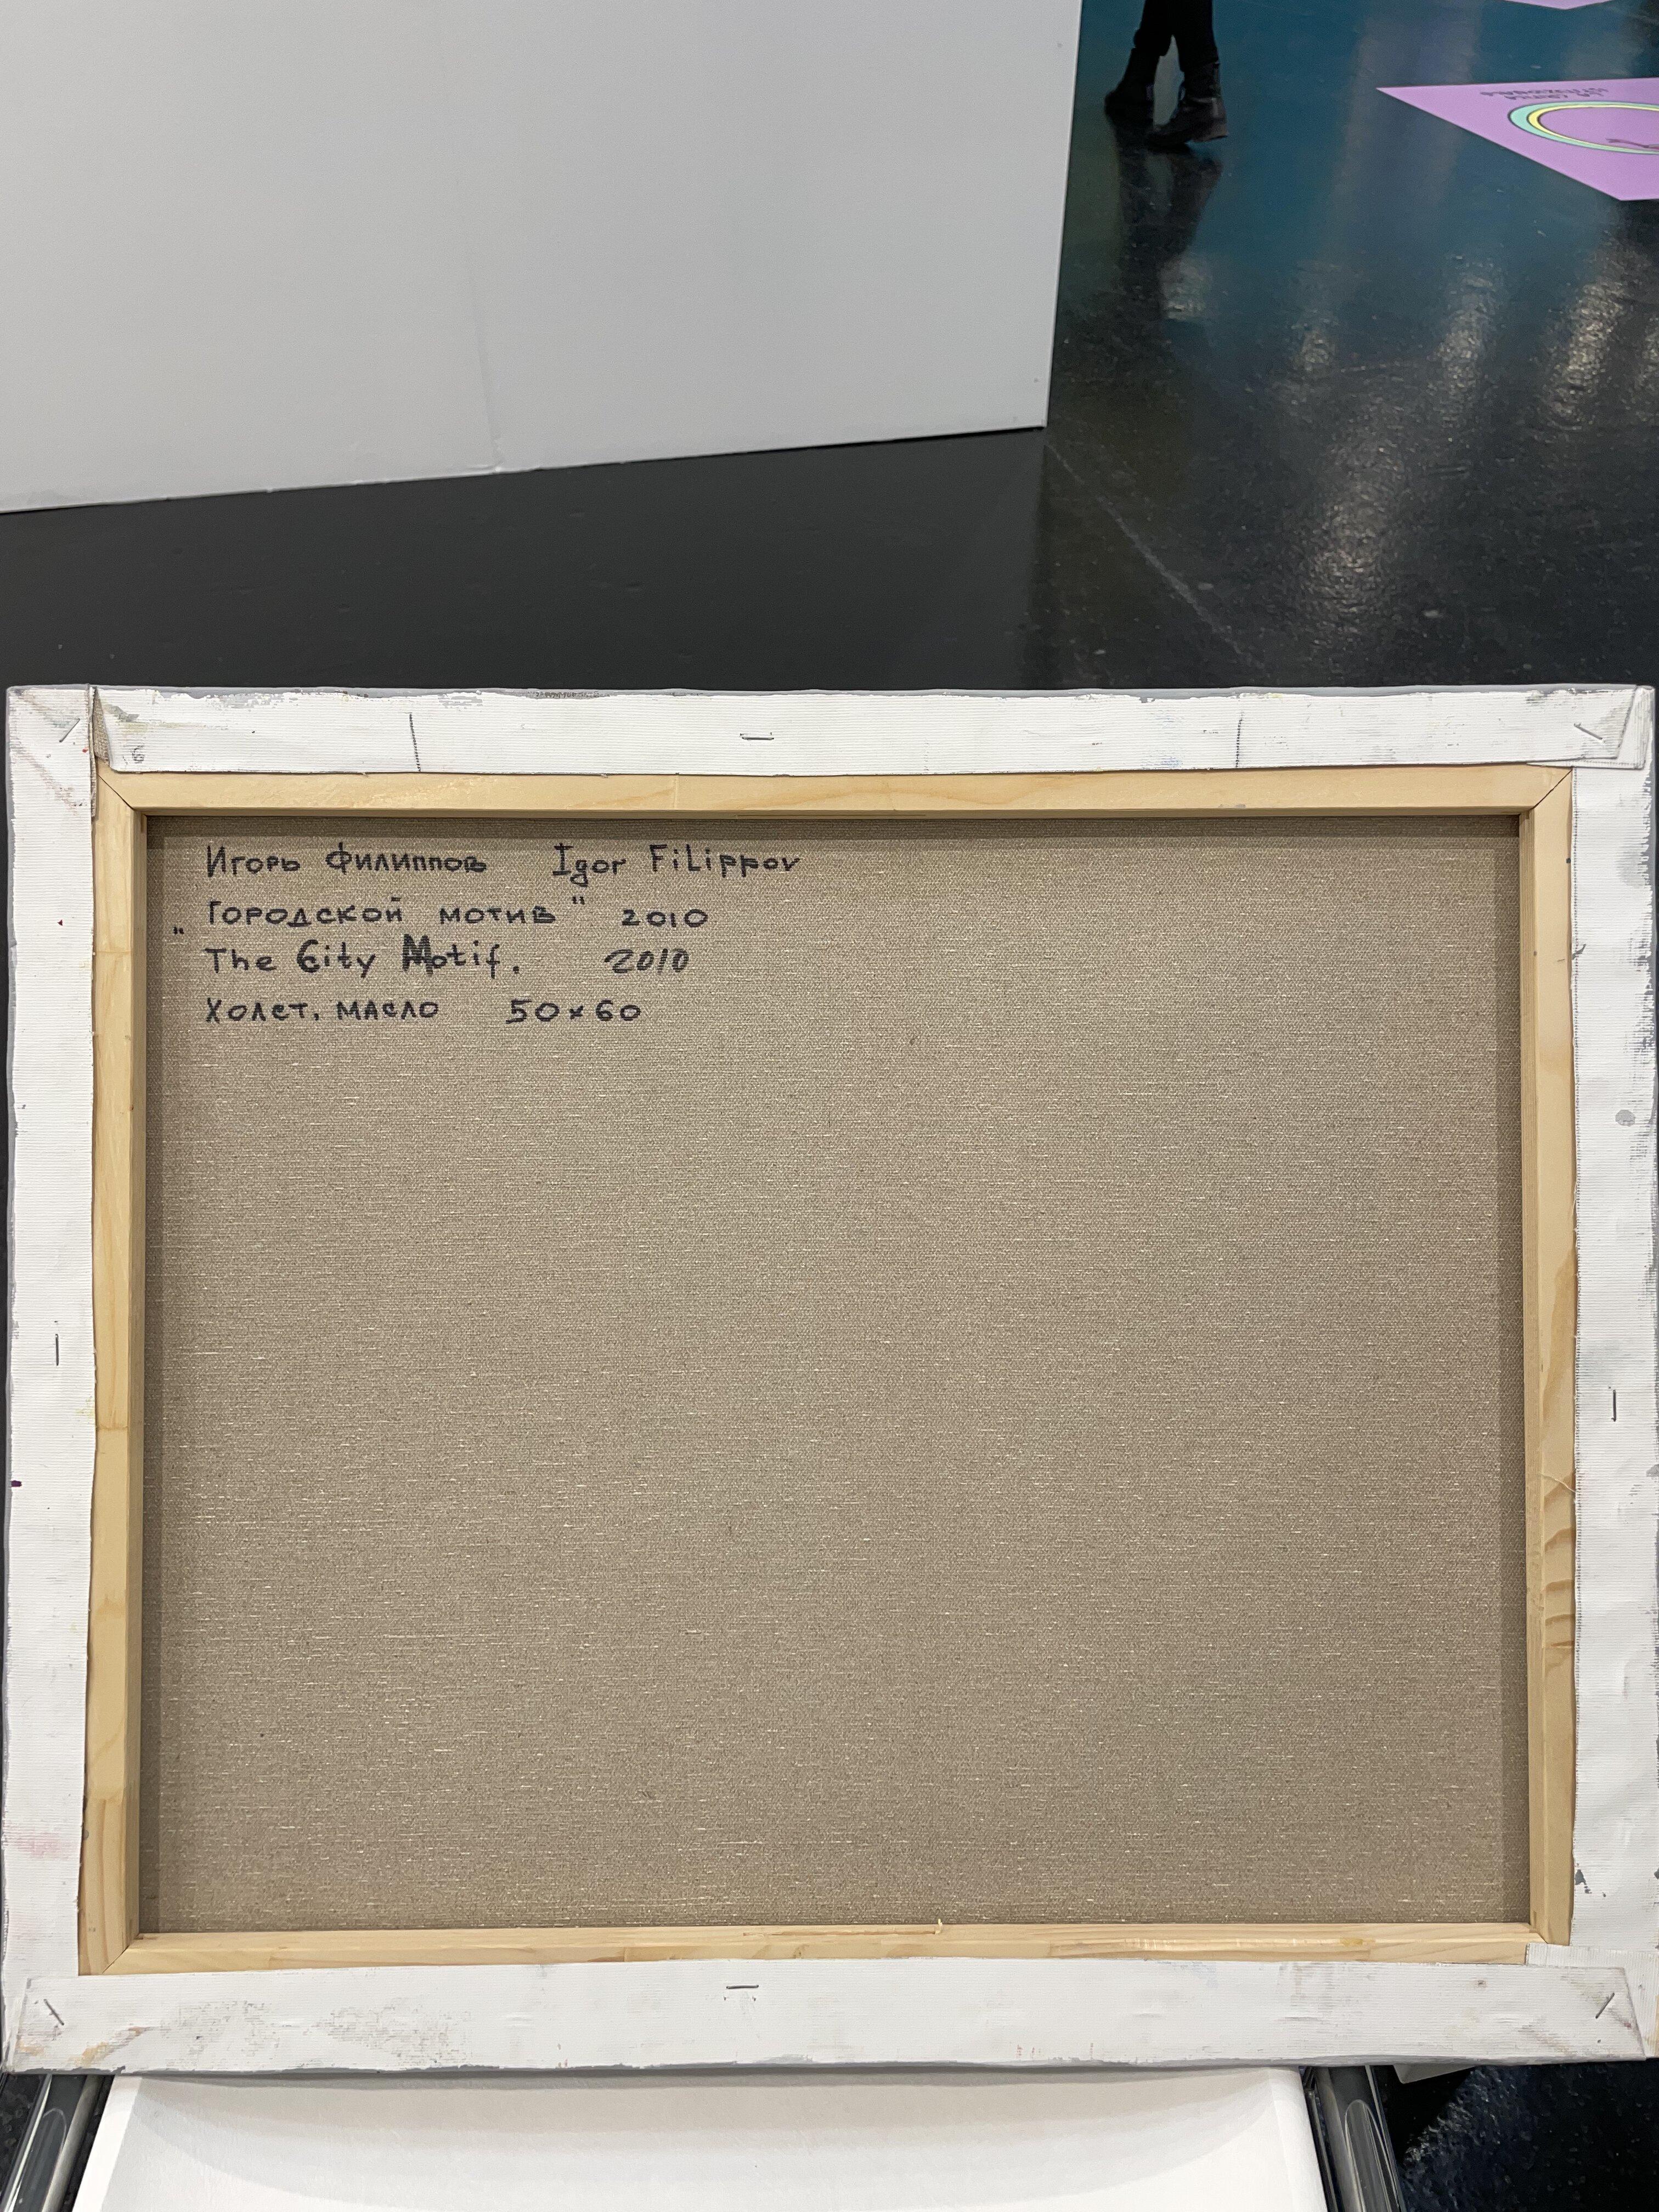 Игорь Филиппов Igor FiLippov
„Городской мотив" 2010
The City Motif. 2010
Холст, масло 50×60